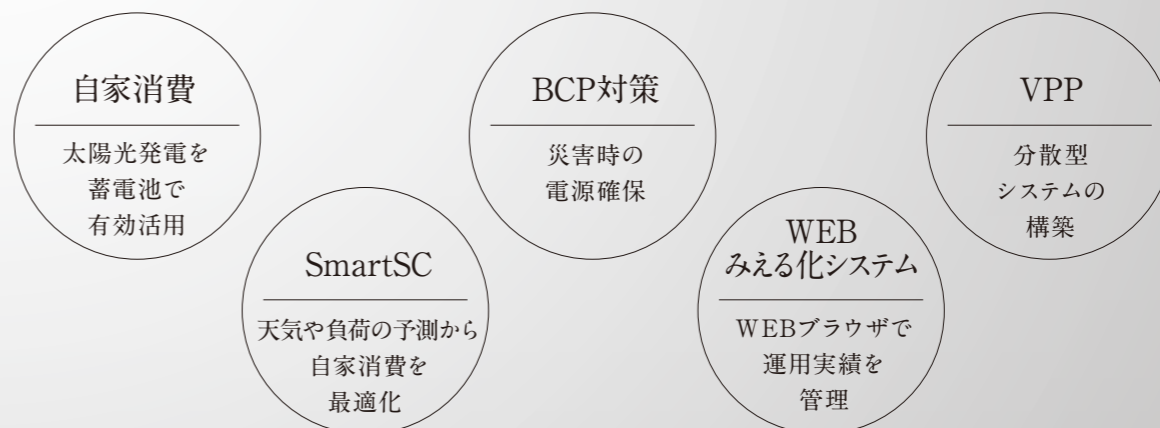 自家消費
太陽光発電を
蓄電池で
有効活用
SmartSC
天気や負荷の予測から
自家消費を
最適化
BCP対策
災害時の
電源確保
WEB
みえる化システム
WEBブラウザで
運用実績を
管理
VPP
分散型
システムの
構築